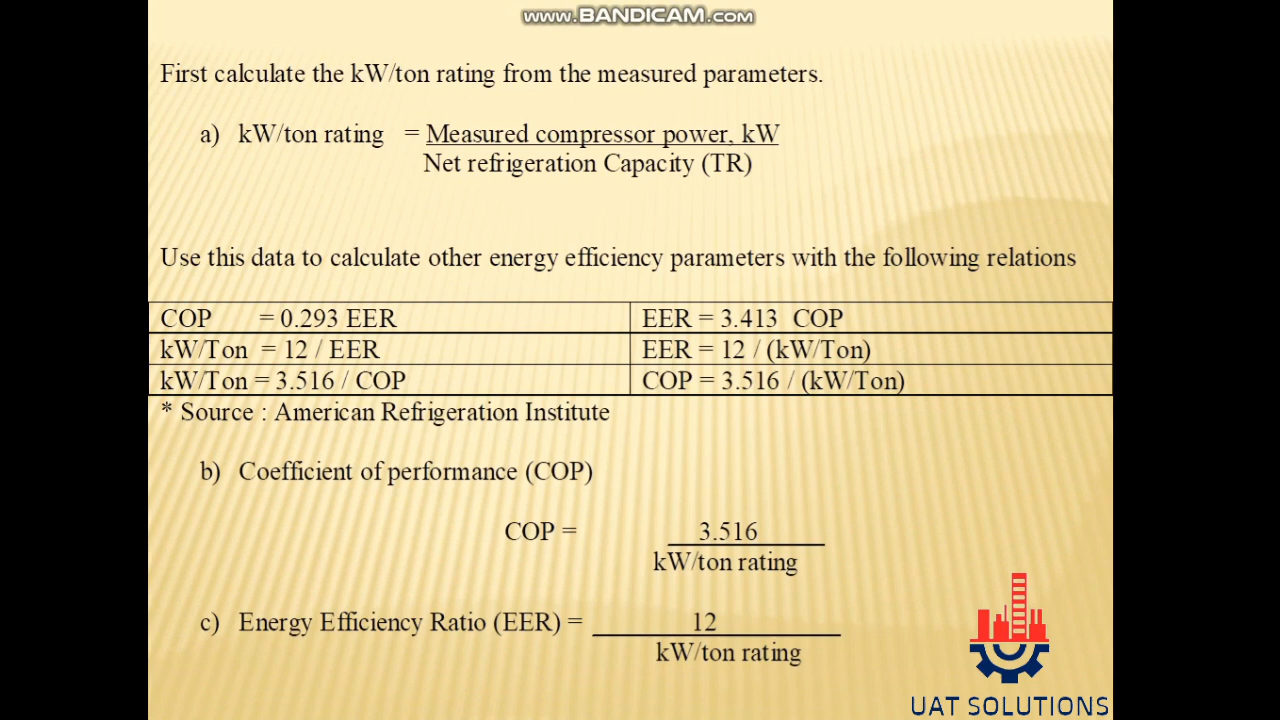 www.BANDICAM.com
First calculate the kW/ton rating from the measured parameters.
a) kW/ton rating = Measured compressor power, kW
Net refrigeration Capacity (TR)
Use this data to calculate other energy efficiency parameters with the following relations
COP = 0.293 EER EER = 3.413 COP
kW/Ton = 12 / EER EER = 12 / (kW/Ton)
kW/Ton = 3.516 / COP COP = 3.516 / (kW/Ton)
* Source : American Refrigeration Institute
b) Coefficient of performance (COP)
COP = 3.516
kW/ton rating
c) Energy Efficiency Ratio (EER) = 12
kW/ton rating
UAT SOLUTIONS